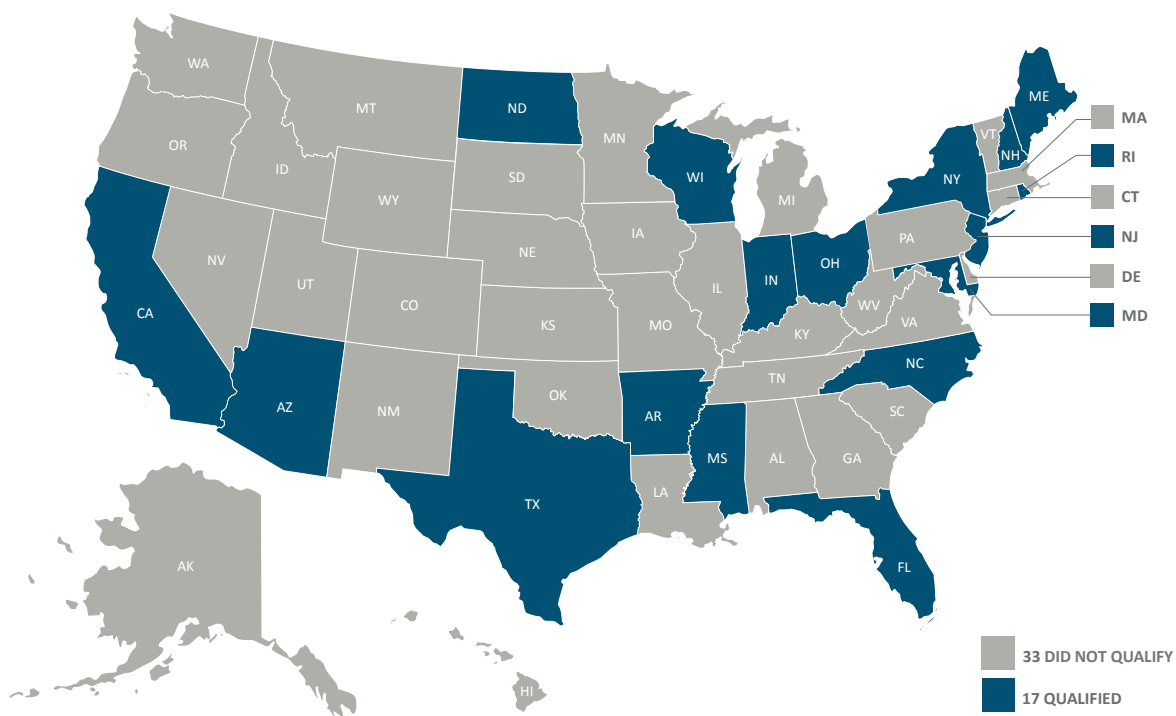 WA
MT
ND
MN
ME
VT
MA
OR
ID
SD
WI
NH
RI
WY
MI
NY
CT
NV
NE
IA
PA
NJ
UT
CO
IL
IN
OH
DE
CA
KS
MO
WV
VA
MD
KY
AZ
NM
OK
TN
NC
AR
SC
MS
AL
GA
TX
LA
AK
FL
HI
33 DID NOT QUALIFY
17 QUALIFIED